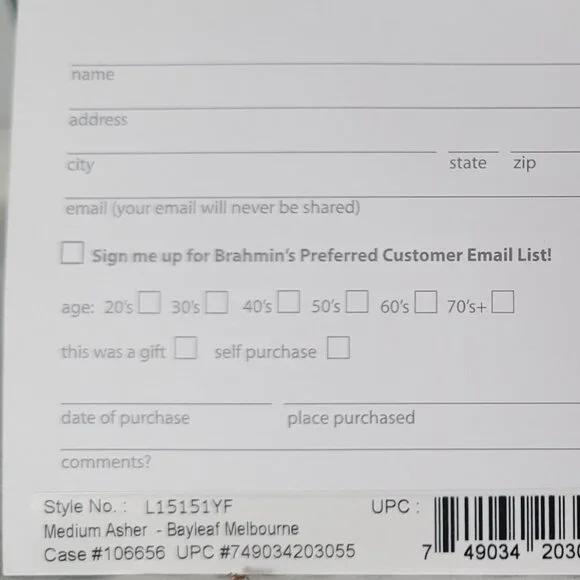 name
address
city state zip
email (your email will never be shared)
Sign me up for Brahmin's Preferred Customer Email List!
age: 20's 30's 40's 50's 60's 70's+
this was a gift self purchase
date of purchase place purchased
comments?
Style No. : L15151YF UPC :
Medium Asher - Bayleaf Melbourne
Case #106656 UPC #749034203055
7 49034 2030